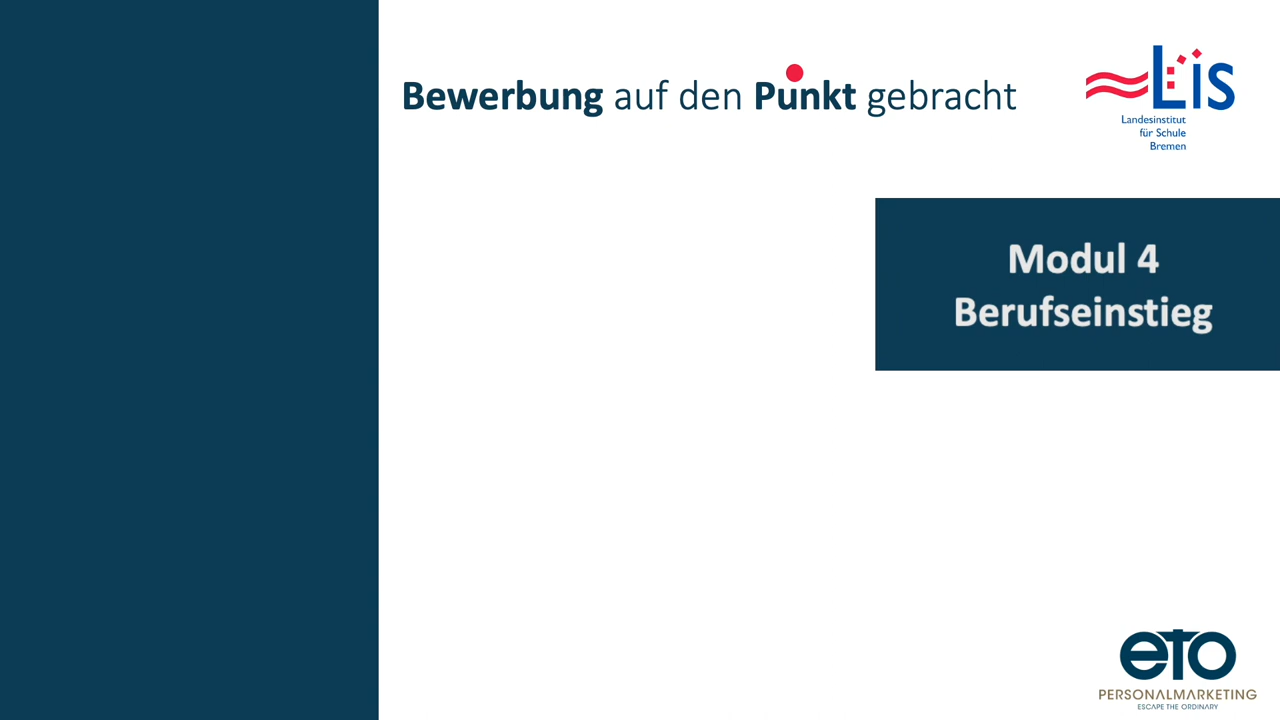 Bewerbung auf den Punkt gebracht
Lis
Landesinstitut
für Schule
Bremen
Modul 4
Berufseinstieg
eTO
PERSONALMARKETING
ESCAPE THE ORDINARY